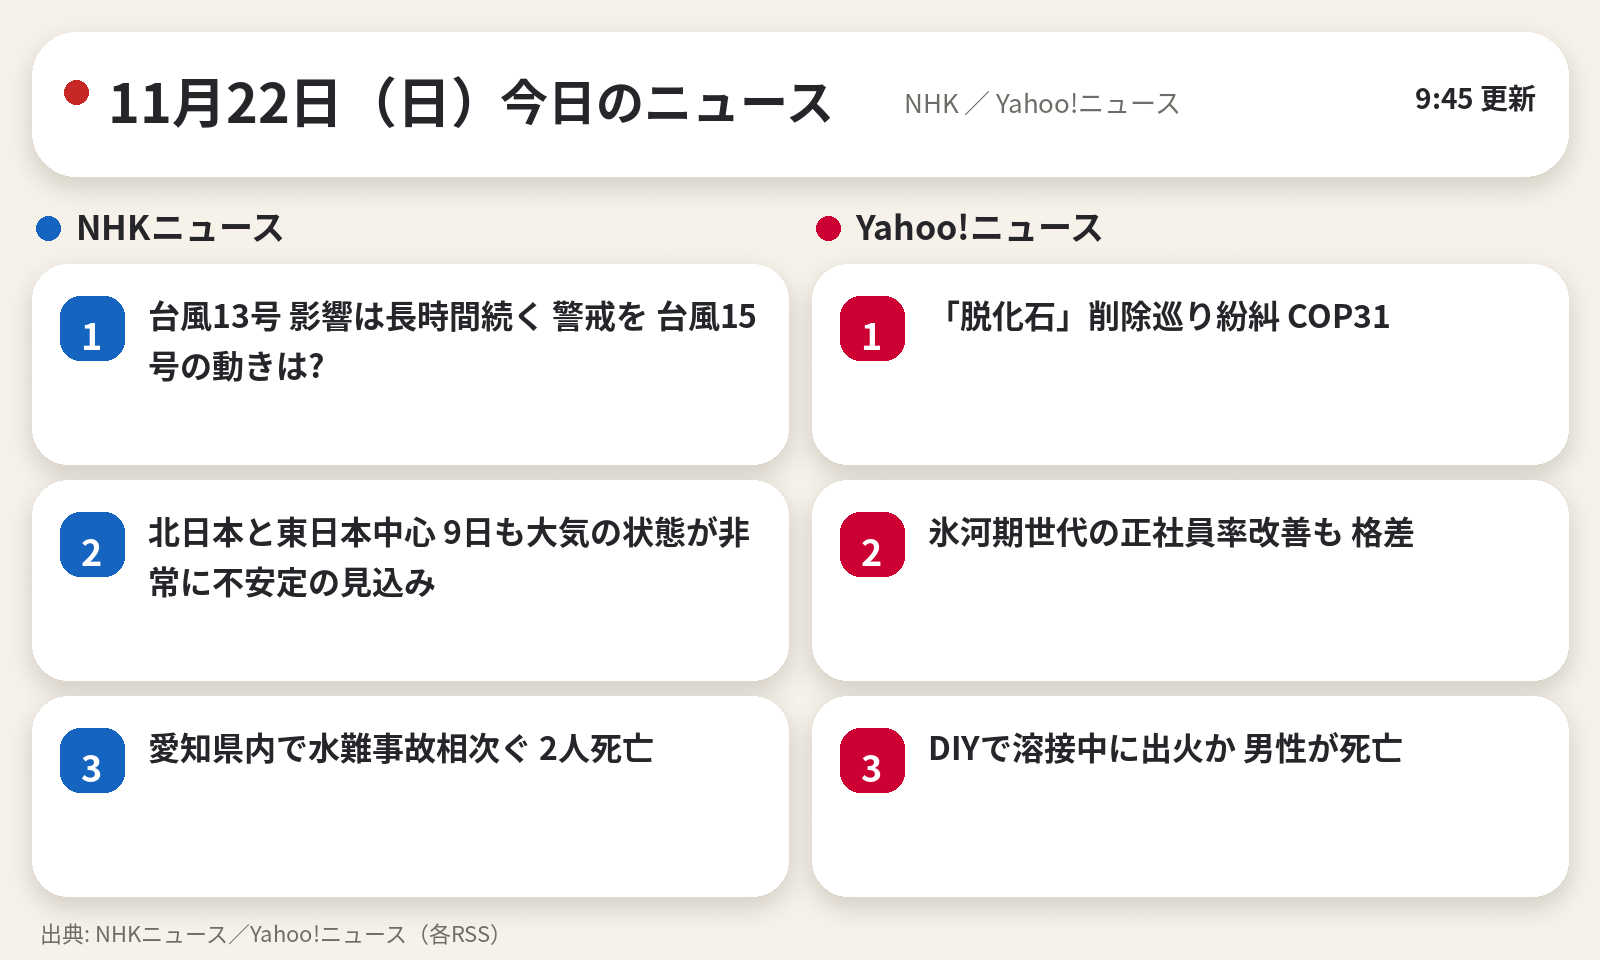 11月22日（日）今日のニュース
NHK ／ Yahoo!ニュース
9:45 更新
NHKニュース
1
台風13号 影響は長時間続く 警戒を 台風15
号の動きは?
2
北日本と東日本中心 9日も大気の状態が非
常に不安定の見込み
3
愛知県内で水難事故相次ぐ 2人死亡
Yahoo!ニュース
1
「脱化石」削除巡り紛糾 COP31
2
氷河期世代の正社員率改善も 格差
3
DIYで溶接中に出火か 男性が死亡
出典: NHKニュース／Yahoo!ニュース（各RSS）